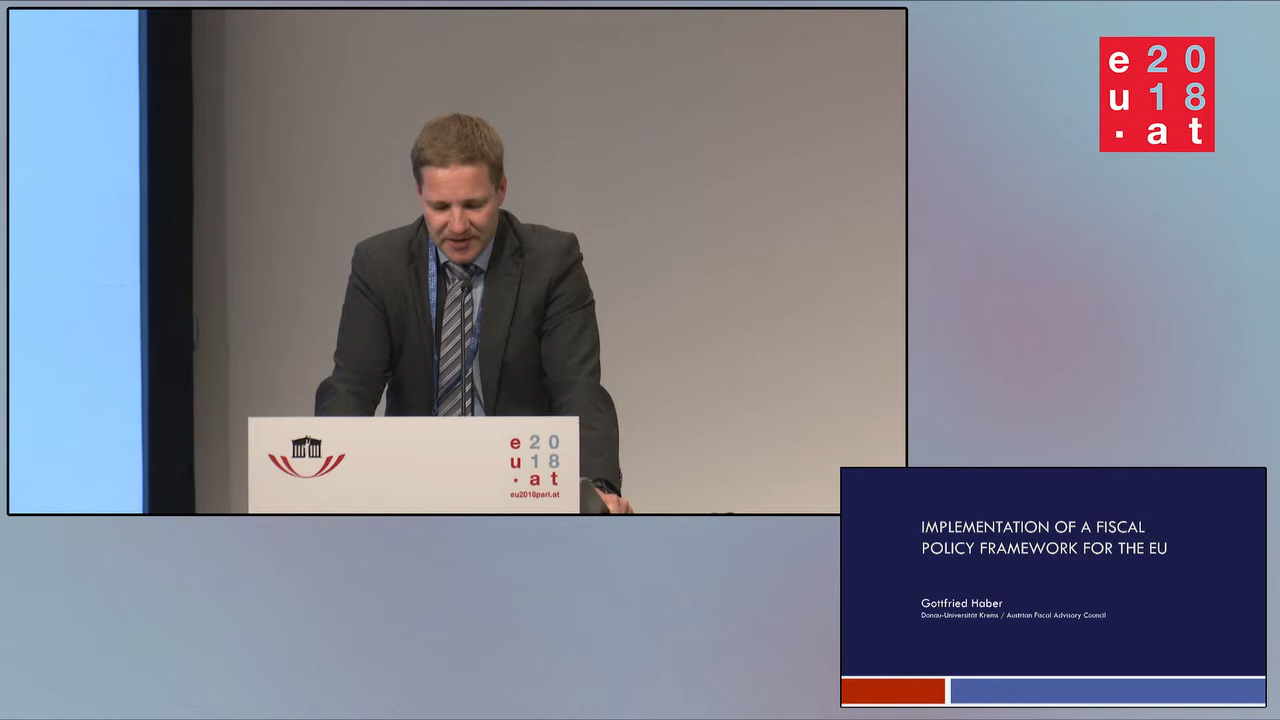 e 2 0
u 1 8
. a t
e 2 0
u 1 8
. a t
eu2018parl.at
IMPLEMENTATION OF A FISCAL
POLICY FRAMEWORK FOR THE EU
Gottfried Haber
Donau-Universität Krems / Austrian Fiscal Advisory Council